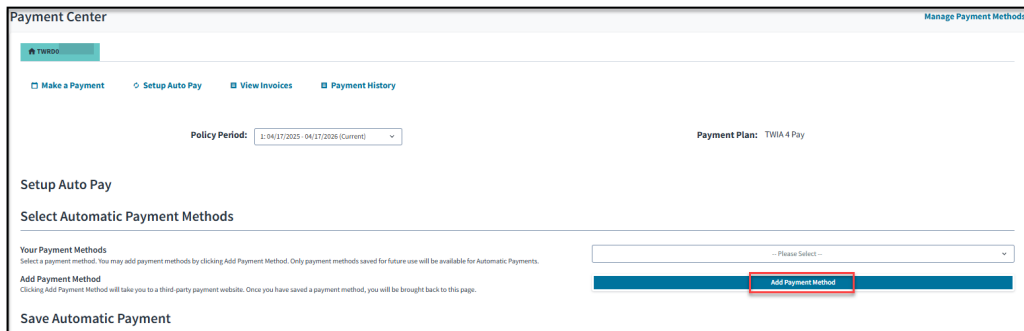 Payment Center
Manage Payment Methods
TWRD0
Make a Payment Setup Auto Pay View Invoices Payment History
Policy Period: 1: 04/17/2025 - 04/17/2026 (Current) Payment Plan: TWIA 4 Pay
Setup Auto Pay
Select Automatic Payment Methods
Your Payment Methods
Select a payment method. You may add payment methods by clicking Add Payment Method. Only payment methods saved for future use will be available for Automatic Payments.
-- Please Select --
Add Payment Method
Clicking Add Payment Method will take you to a third-party payment website. Once you have saved a payment method, you will be brought back to this page.
Add Payment Method
Save Automatic Payment